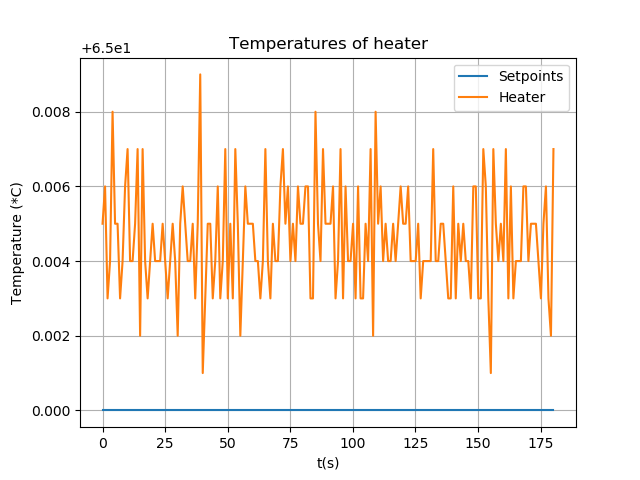 Temperatures of heater
+6.5e1
Setpoints
Heater
0.008
0.006
0.004
0.002
0.000
Temperature (*C)
0 25 50 75 100 125 150 175
t(s)